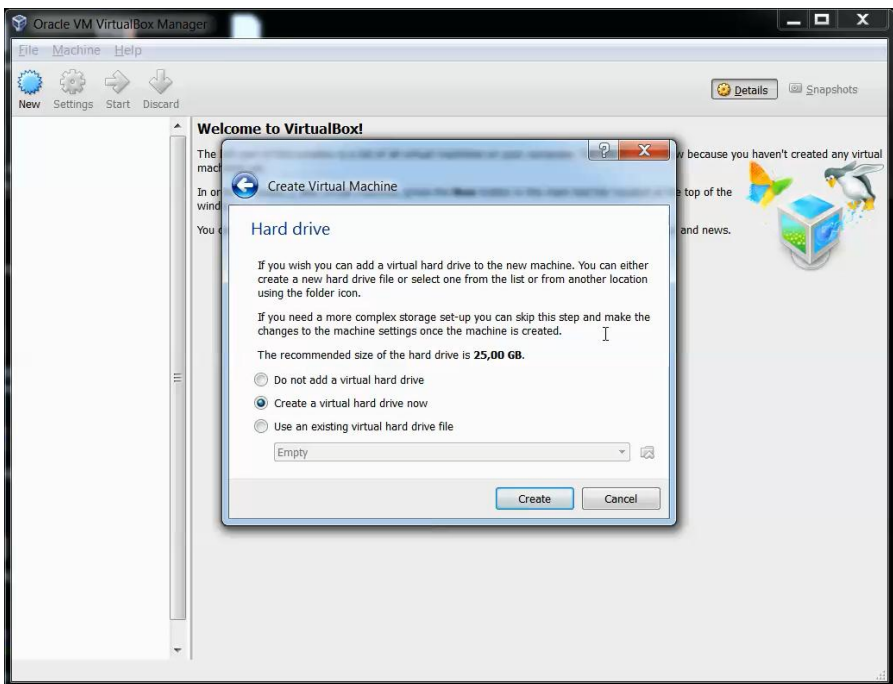 Oracle VM VirtualBox Manager
File Machine Help
New Settings Start Discard
Details Snapshots
Welcome to VirtualBox!
The
w because you haven't created any virtual
mach
In or
e top of the
wind
You
and news.
Create Virtual Machine
Hard drive
If you wish you can add a virtual hard drive to the new machine. You can either
create a new hard drive file or select one from the list or from another location
using the folder icon.
If you need a more complex storage set-up you can skip this step and make the
changes to the machine settings once the machine is created.
The recommended size of the hard drive is 25,00 GB.
Do not add a virtual hard drive
Create a virtual hard drive now
Use an existing virtual hard drive file
Empty
Create Cancel